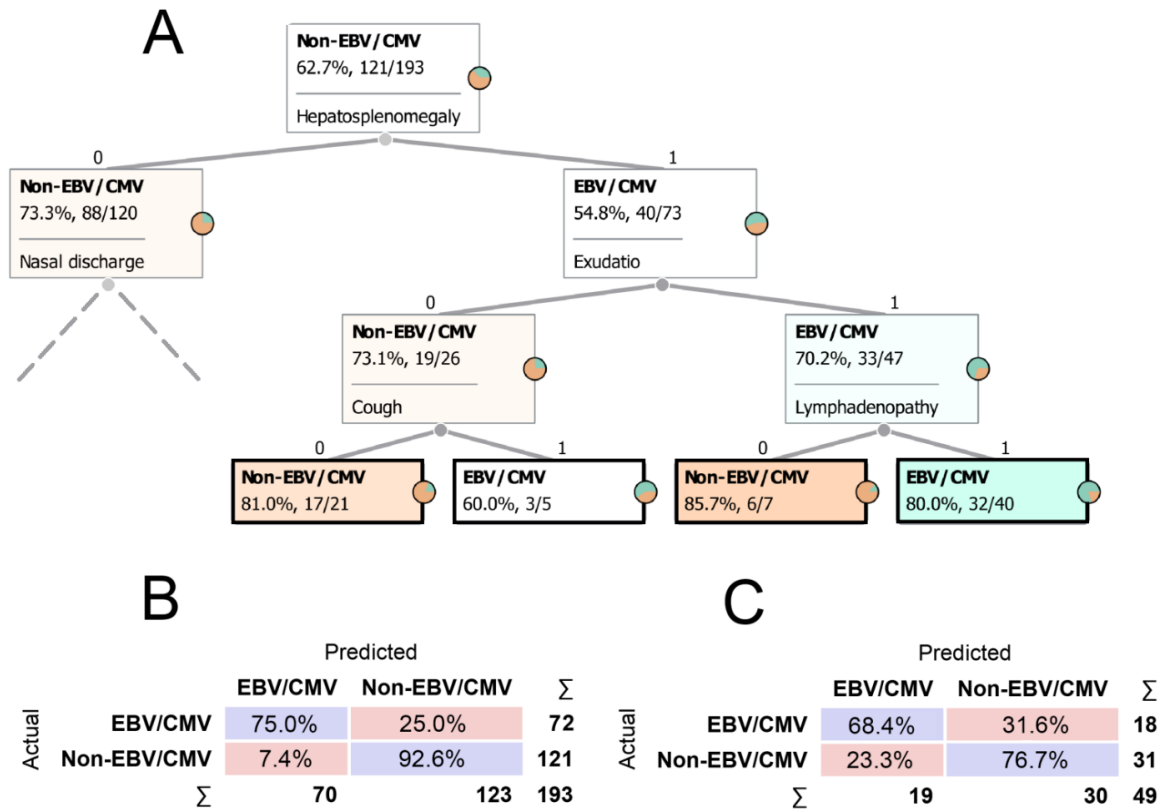 A
Non-EBV/CMV
62.7%, 121/193
Hepatosplenomegaly
0
1
Non-EBV/CMV
73.3%, 88/120
Nasal discharge
EBV/CMV
54.8%, 40/73
Exudatio
0
1
Non-EBV/CMV
73.1%, 19/26
Cough
EBV/CMV
70.2%, 33/47
Lymphadenopathy
0
1
0
1
Non-EBV/CMV
81.0%, 17/21
EBV/CMV
60.0%, 3/5
Non-EBV/CMV
85.7%, 6/7
EBV/CMV
80.0%, 32/40
B
Predicted
EBV/CMV Non-EBV/CMV ∑
Actual
EBV/CMV 75.0% 25.0% 72
Non-EBV/CMV 7.4% 92.6% 121
∑ 70 123 193
C
Predicted
EBV/CMV Non-EBV/CMV ∑
Actual
EBV/CMV 68.4% 31.6% 18
Non-EBV/CMV 23.3% 76.7% 31
∑ 19 30 49